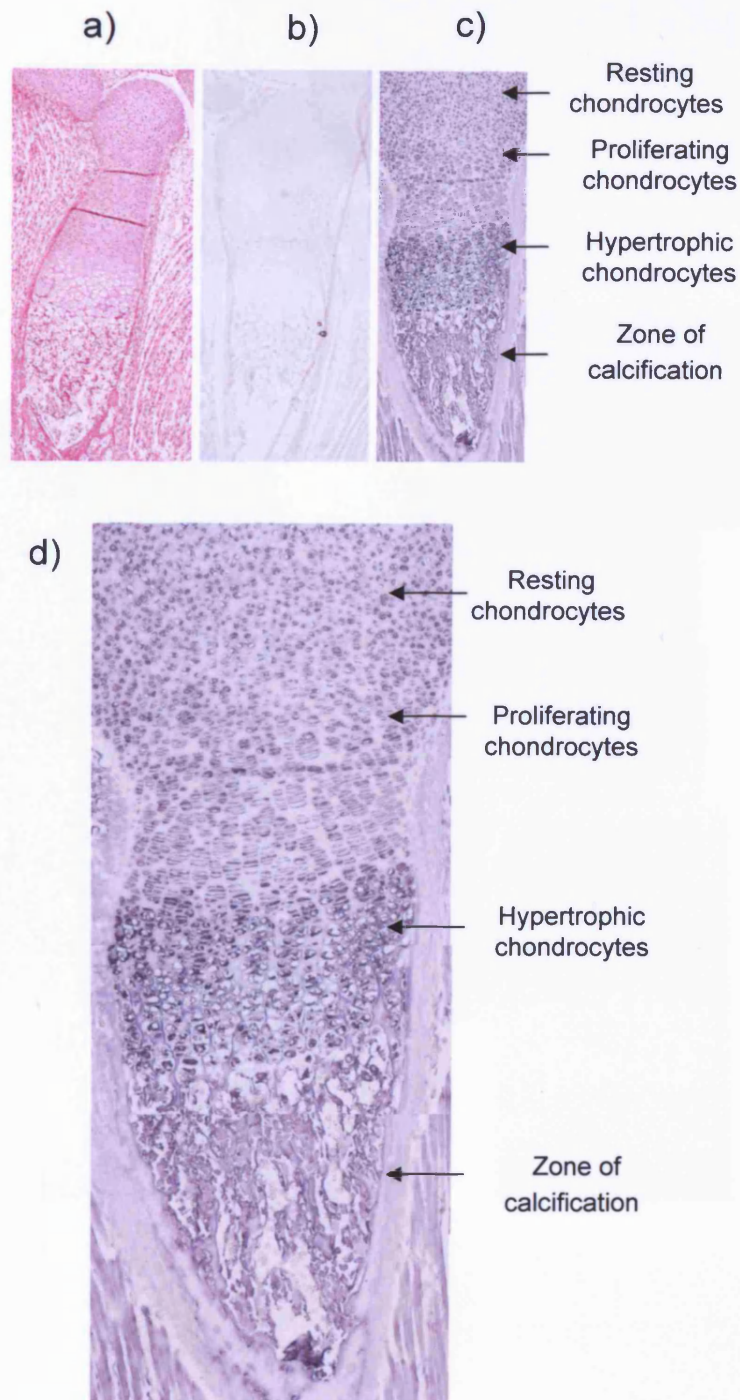 a)
b)
c)
Resting
chondrocytes
Proliferating
chondrocytes
Hypertrophic
chondrocytes
Zone of
calcification
d)
Resting
chondrocytes
Proliferating
chondrocytes
Hypertrophic
chondrocytes
Zone of
calcification